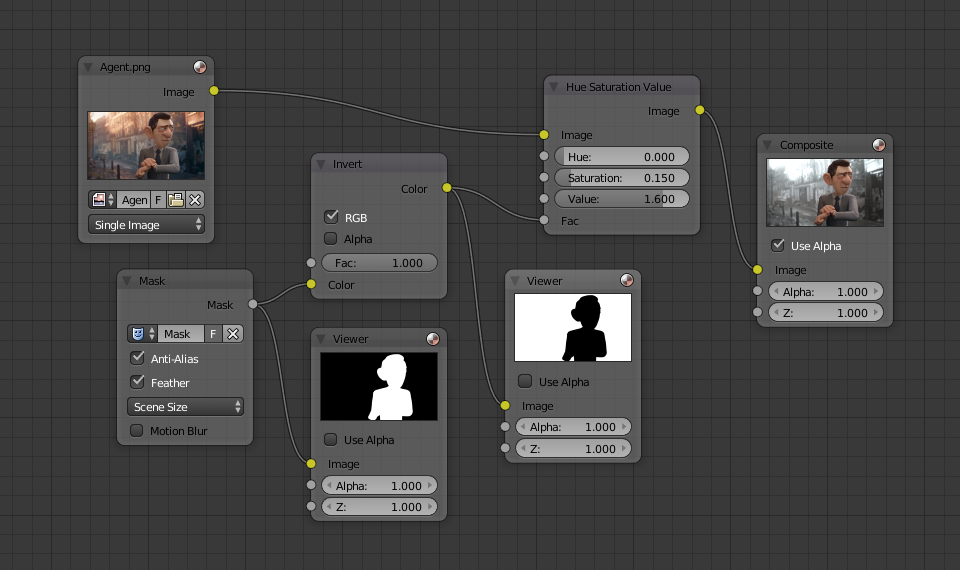 Agent.png
Image
Agen F
Single Image
Mask
Mask
Mask F
Anti-Alias
Feather
Scene Size
Motion Blur
Invert
Color
RGB
Alpha
Fac: 1.000
Color
Viewer
Use Alpha
Image
Alpha: 1.000
Z: 1.000
Hue Saturation Value
Image
Image
Hue: 0.000
Saturation: 0.150
Value: 1.600
Fac
Viewer
Use Alpha
Image
Alpha: 1.000
Z: 1.000
Composite
Use Alpha
Image
Alpha: 1.000
Z: 1.000